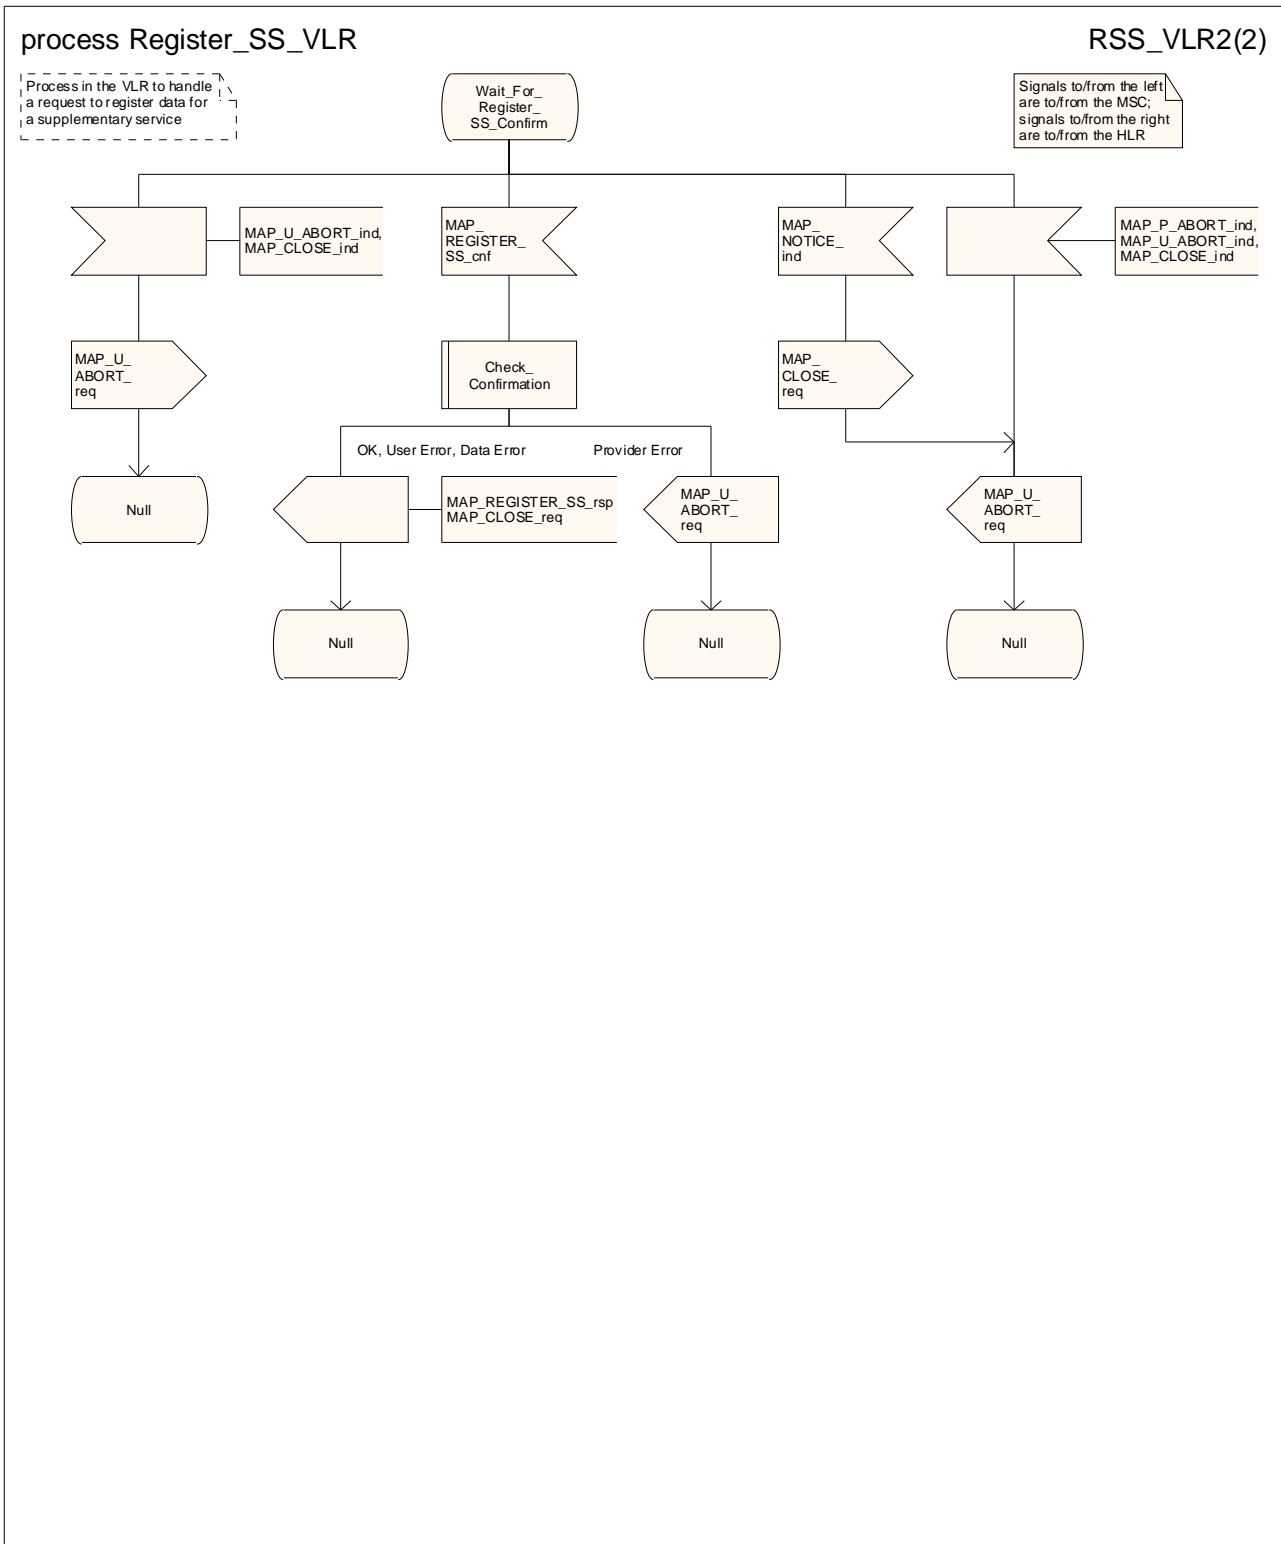 process Register_SS_VLR
RSS_VLR2(2)
Process in the VLR to handle
a request to register data for
a supplementary service
Wait_For_
Register_
SS_Confirm
Signals to/from the left
are to/from the MSC;
signals to/from the right
are to/from the HLR
MAP_U_ABORT_ind,
MAP_CLOSE_ind
MAP_
REGISTER_
SS_cnf
MAP_
NOTICE_
ind
MAP_P_ABORT_ind,
MAP_U_ABORT_ind,
MAP_CLOSE_ind
MAP_U_
ABORT_
req
Check_
Confirmation
MAP_
CLOSE_
req
OK, User Error, Data Error
Provider Error
Null
MAP_REGISTER_SS_rsp
MAP_CLOSE_req
MAP_U_
ABORT_
req
MAP_U_
ABORT_
req
Null
Null
Null